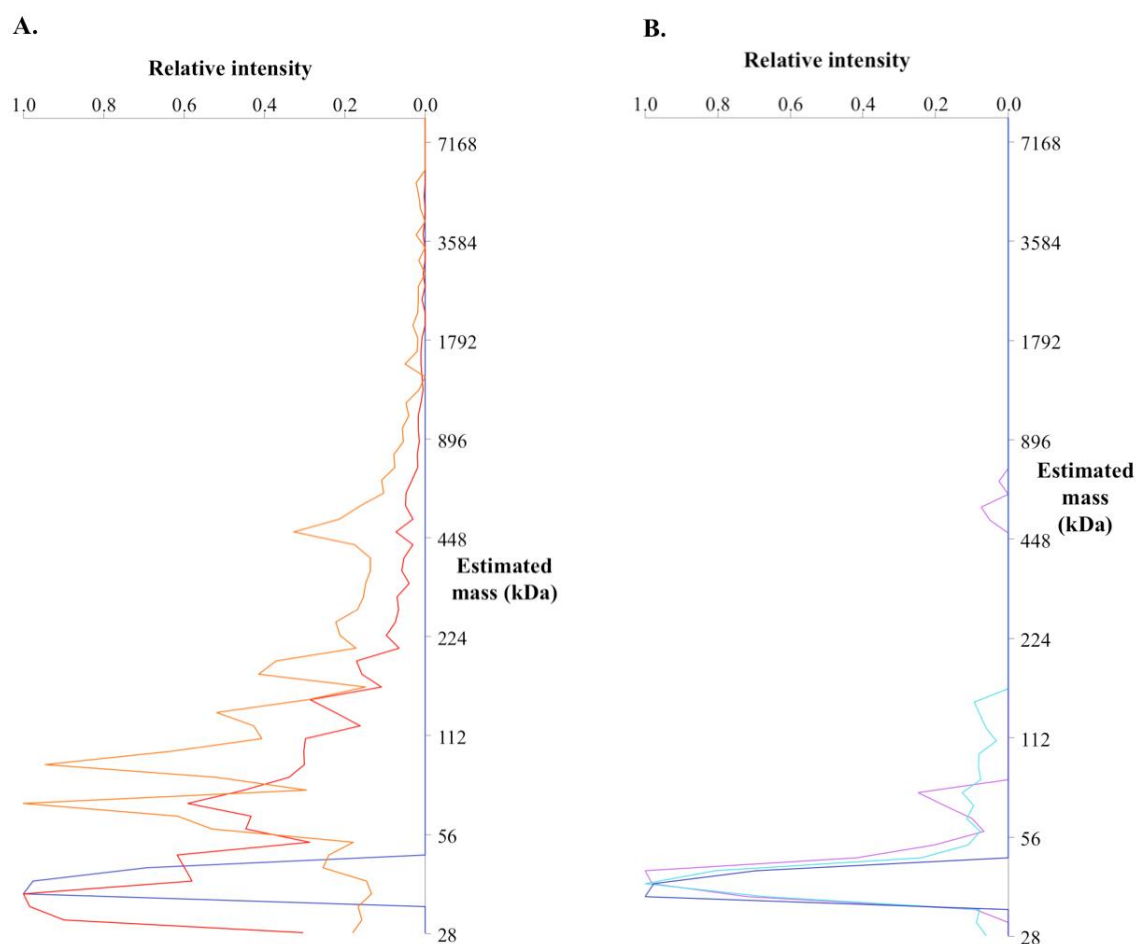 A.
Relative intensity
1.0 0.8 0.6 0.4 0.2 0.0
7168
3584
1792
896
448
Estimated
mass (kDa)
224
112
56
28
B.
Relative intensity
1.0 0.8 0.6 0.4 0.2 0.0
7168
3584
1792
896
Estimated
mass
(kDa)
448
224
112
56
28